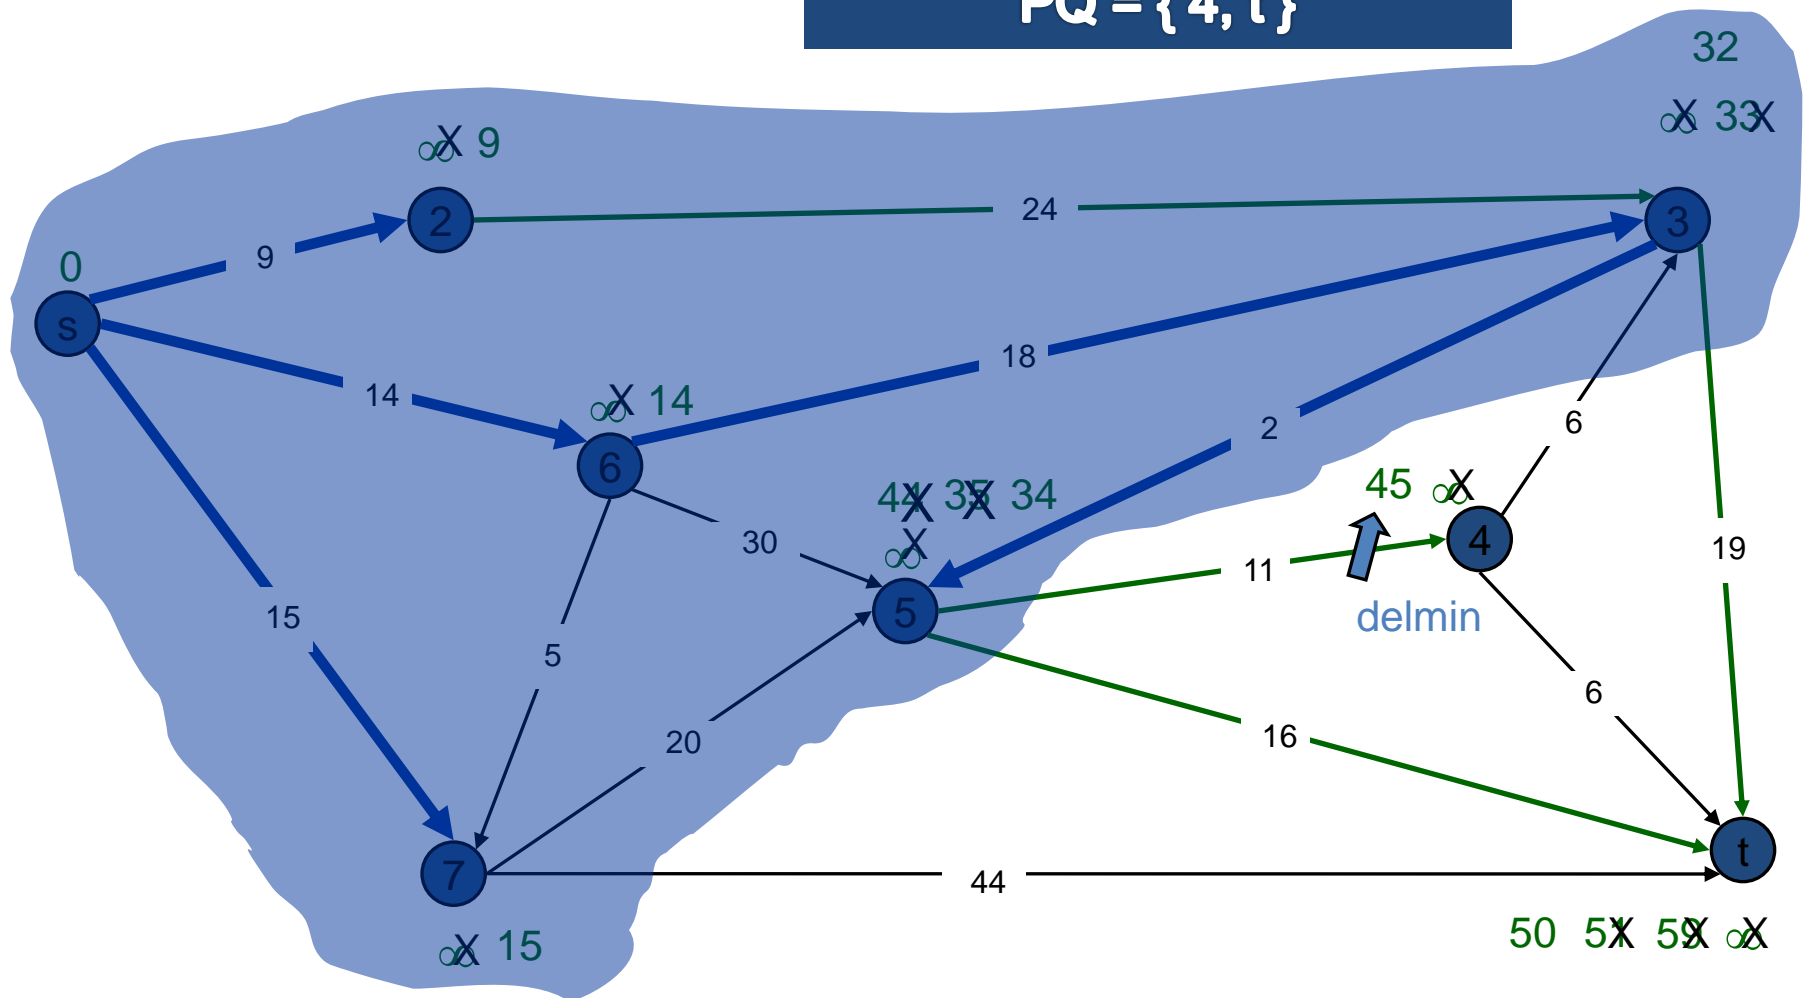 PQ = { 4, t }
32
∞ X 33 X
∞ X 9
2
24
3
9
0
s
18
14
∞ X 14
2
6
6
44 X 35 X 34
45 ∞ X
30
∞ X
4
19
11
5
15
delmin
5
6
20
16
t
7
44
50 51 X 59 X ∞ X
∞ X 15